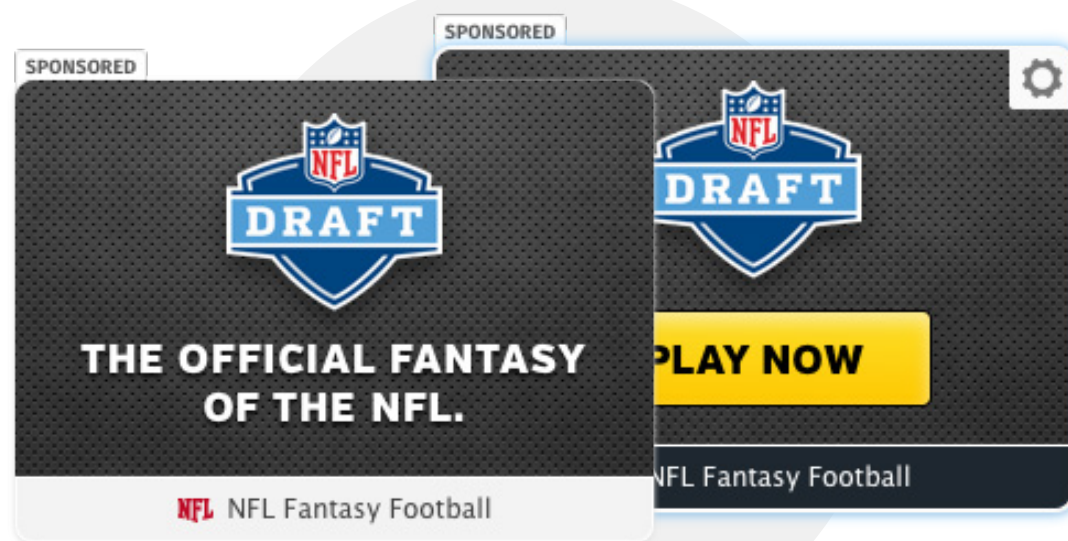 SPONSORED
NFL
DRAFT
THE OFFICIAL FANTASY
OF THE NFL.
NFL NFL Fantasy Football
SPONSORED
NFL
DRAFT
PLAY NOW
NFL Fantasy Football